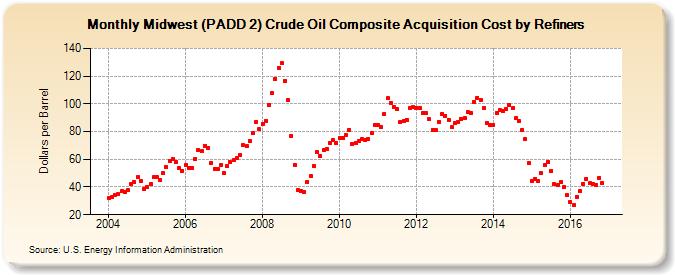 Monthly Midwest (PADD 2) Crude Oil Composite Acquisition Cost by Refiners
Dollars per Barrel
140
120
100
80
60
40
20
2004 2006 2008 2010 2012 2014 2016
Source: U.S. Energy Information Administration